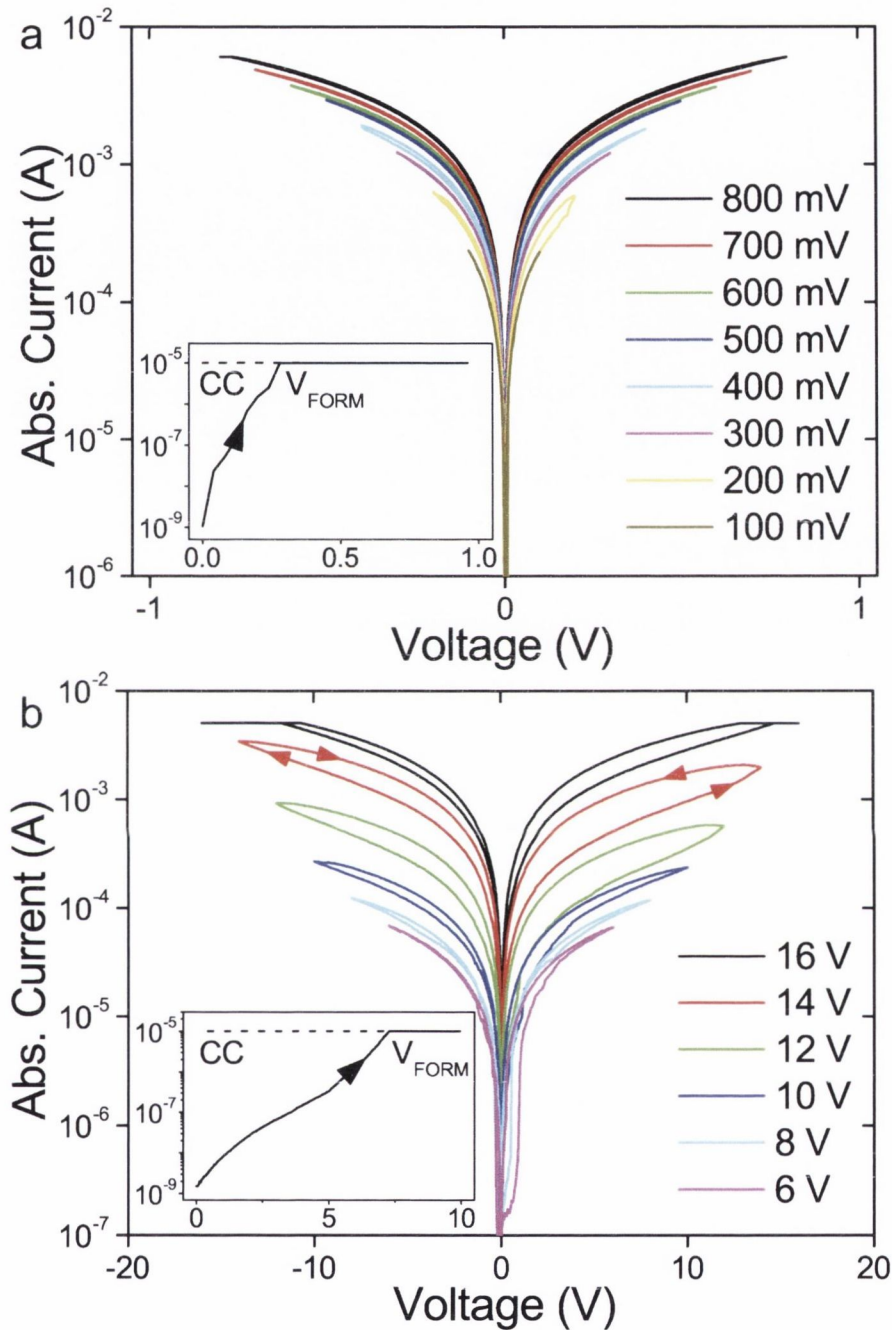 a
10⁻²
10⁻³
10⁻⁴
10⁻⁵
10⁻⁶
Abs. Current (A)
800 mV
700 mV
600 mV
500 mV
400 mV
300 mV
200 mV
100 mV
10⁻⁵
10⁻⁷
10⁻⁹
CC
V_FORM
0.0 0.5 1.0
-1 0 1
Voltage (V)
b
10⁻²
10⁻³
10⁻⁴
10⁻⁵
10⁻⁶
10⁻⁷
Abs. Current (A)
16 V
14 V
12 V
10 V
8 V
6 V
10⁻⁵
10⁻⁷
10⁻⁹
CC
V_FORM
0 5 10
-20 -10 0 10 20
Voltage (V)